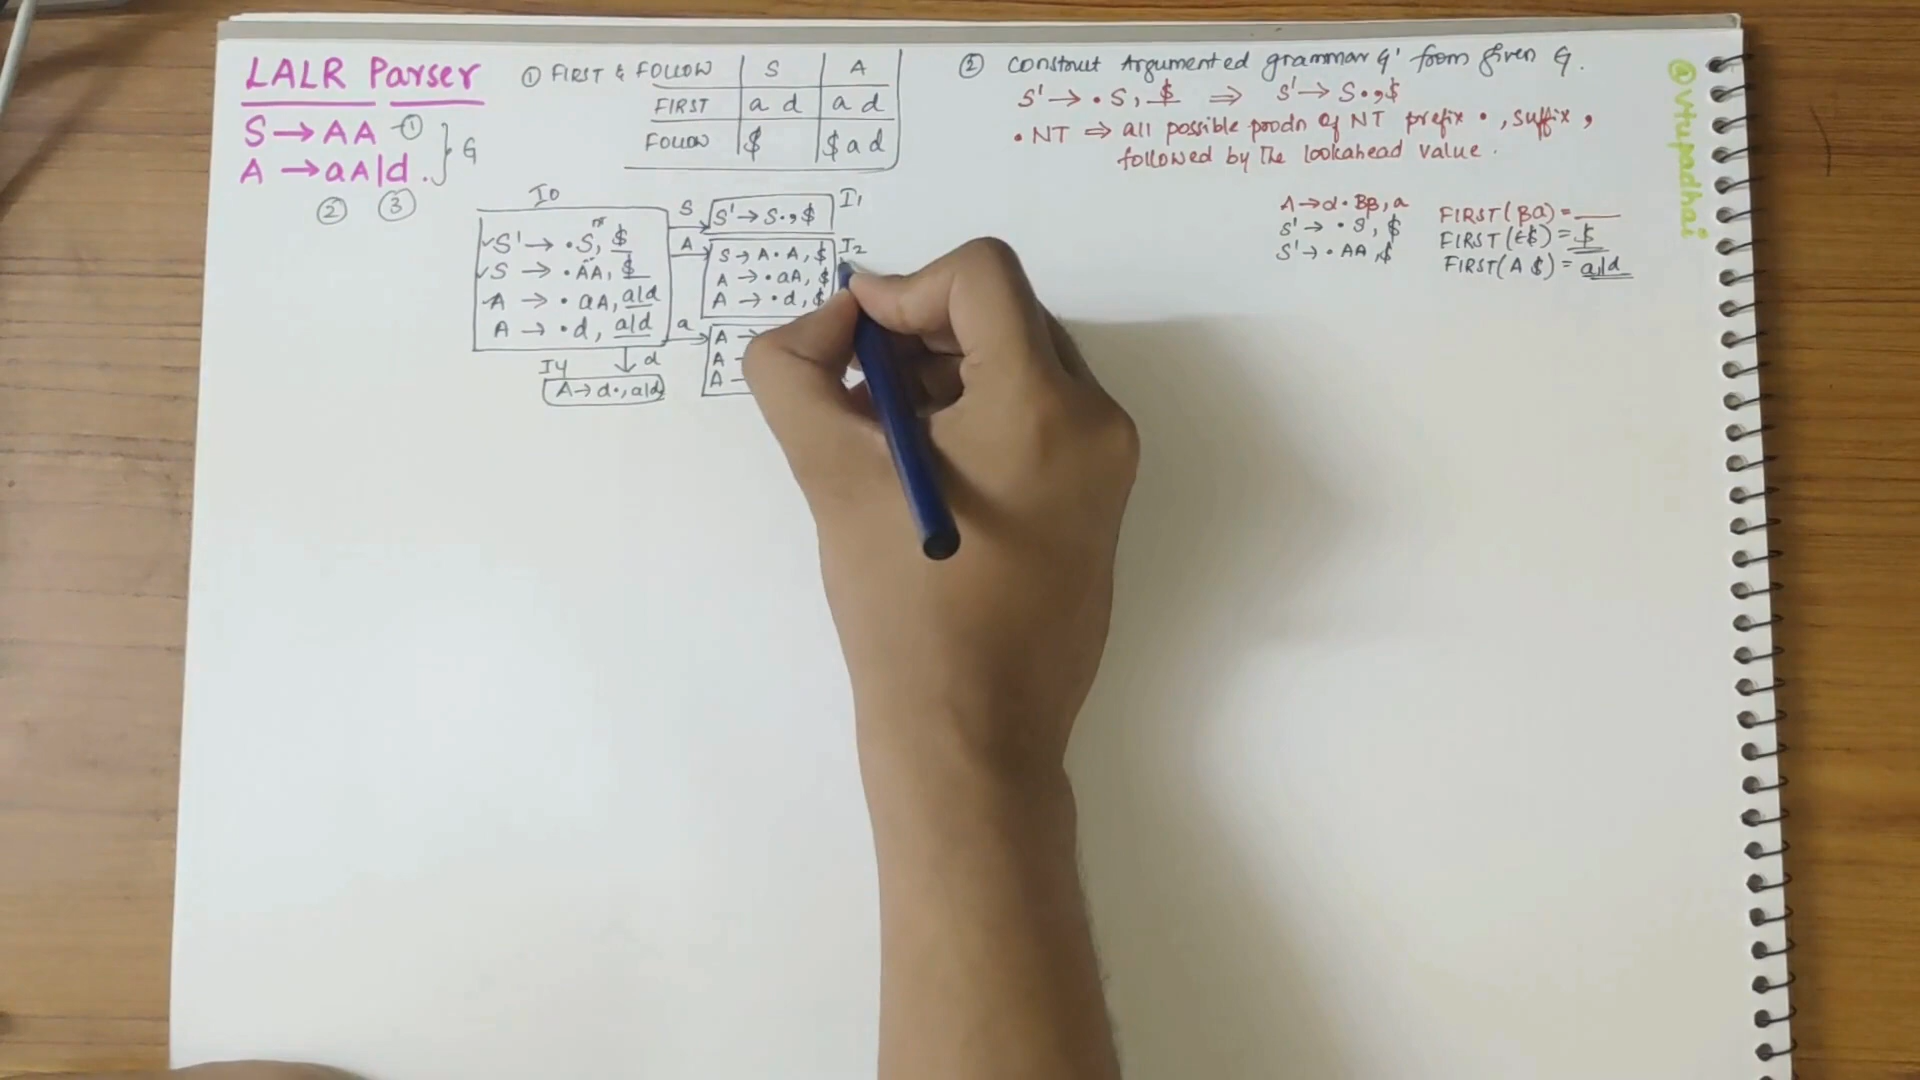 LALR Parser
S → AA -①
A → aA|d .
② ③
} G
① FIRST & FOLLOW | S | A
FIRST | a d | a d
FOLLOW | $ | $ a d
② Construct Argumented grammar G' from given G.
S' → • S, $ ⇒ S' → S•,$
• NT ⇒ all possible prodn of NT prefix • , suffix ,
followed by the lookahead value .
I0
S' → •S, $
S → •AA, $
A → • aA, a|d
A → •d, a|d
S
S' → S•,$
I1
A
I2
S → A•A, $
A → •aA, $
A → •d, $
a
A →
A
A
I4
d
A → d•, a|d
A → α•Bβ, a
S' → • S, $
S' → • AA,$
FIRST(βa) = ___
FIRST(ε$) = $
FIRST(A $) = a|d
@vtupadhai